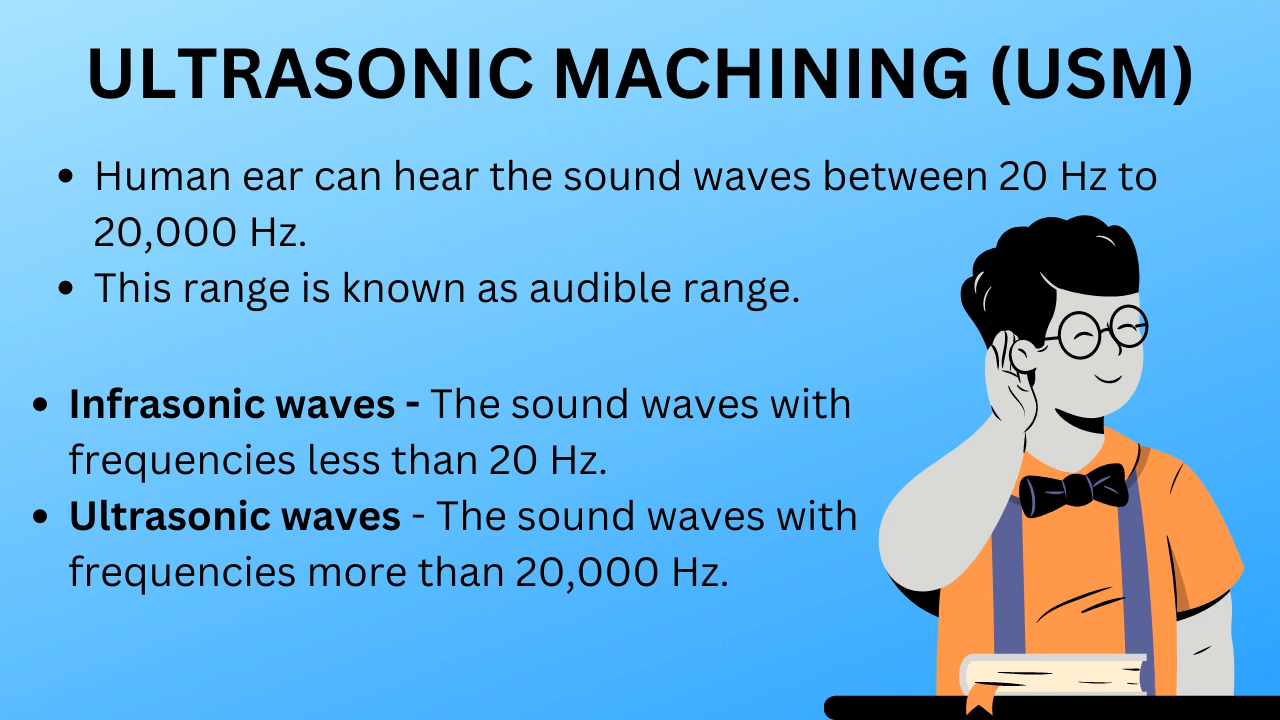 ULTRASONIC MACHINING (USM)
• Human ear can hear the sound waves between 20 Hz to
20,000 Hz.
• This range is known as audible range.
• Infrasonic waves - The sound waves with
frequencies less than 20 Hz.
• Ultrasonic waves - The sound waves with
frequencies more than 20,000 Hz.